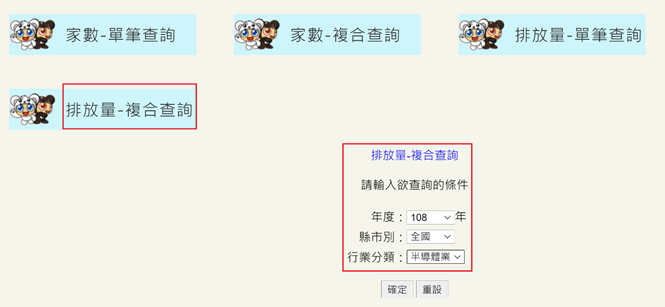 家數-單筆查詢
家數-複合查詢
排放量-單筆查詢
排放量-複合查詢
排放量-複合查詢
請輸入欲查詢的條件
年度：108 年
縣市別：全國
行業分類：半導體業
確定 重設